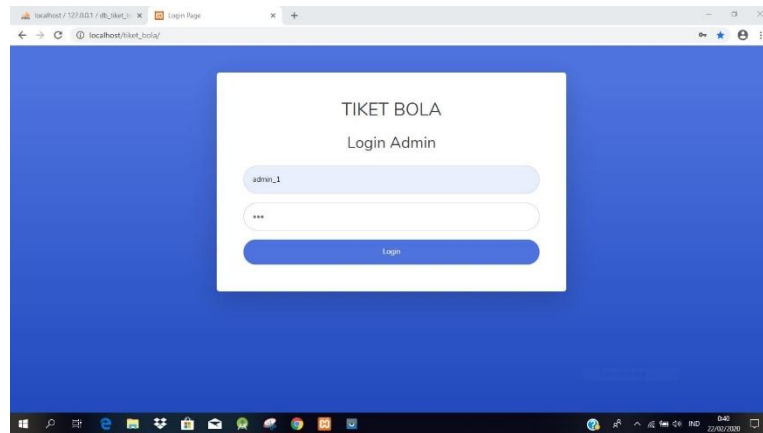 localhost / 127.0.0.1 / db_tiket_
Login Page
localhost/tiket_bola/
TIKET BOLA
Login Admin
admin_1
•••
Login
IND
0:40
22/02/2020